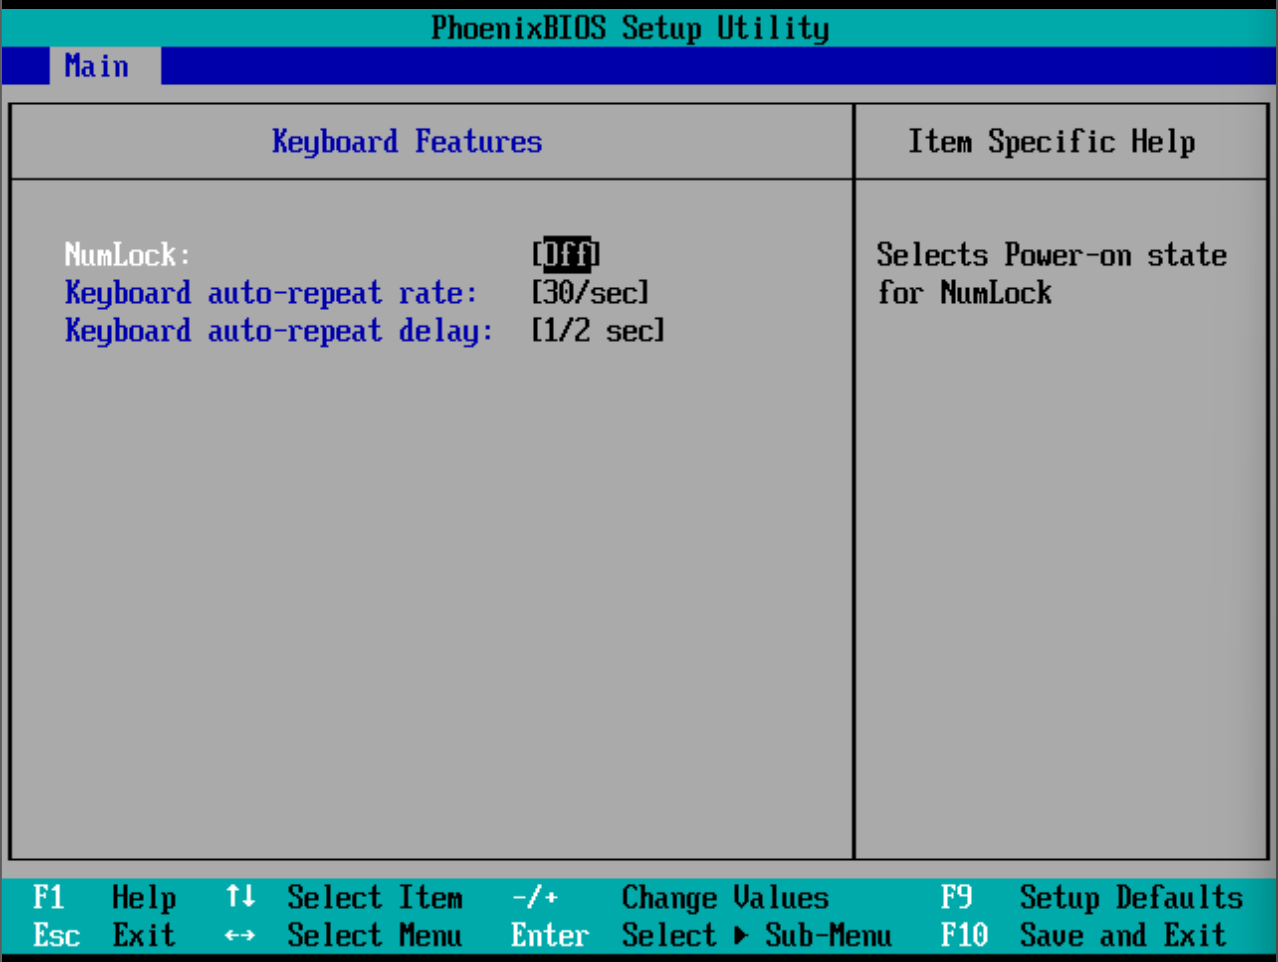 PhoenixBIOS Setup Utility
Main
Keyboard Features
Item Specific Help
NumLock: [Off]
Keyboard auto-repeat rate: [30/sec]
Keyboard auto-repeat delay: [1/2 sec]
Selects Power-on state
for NumLock
F1 Help ↑↓ Select Item -/+ Change Values F9 Setup Defaults
Esc Exit ↔ Select Menu Enter Select ▶ Sub-Menu F10 Save and Exit